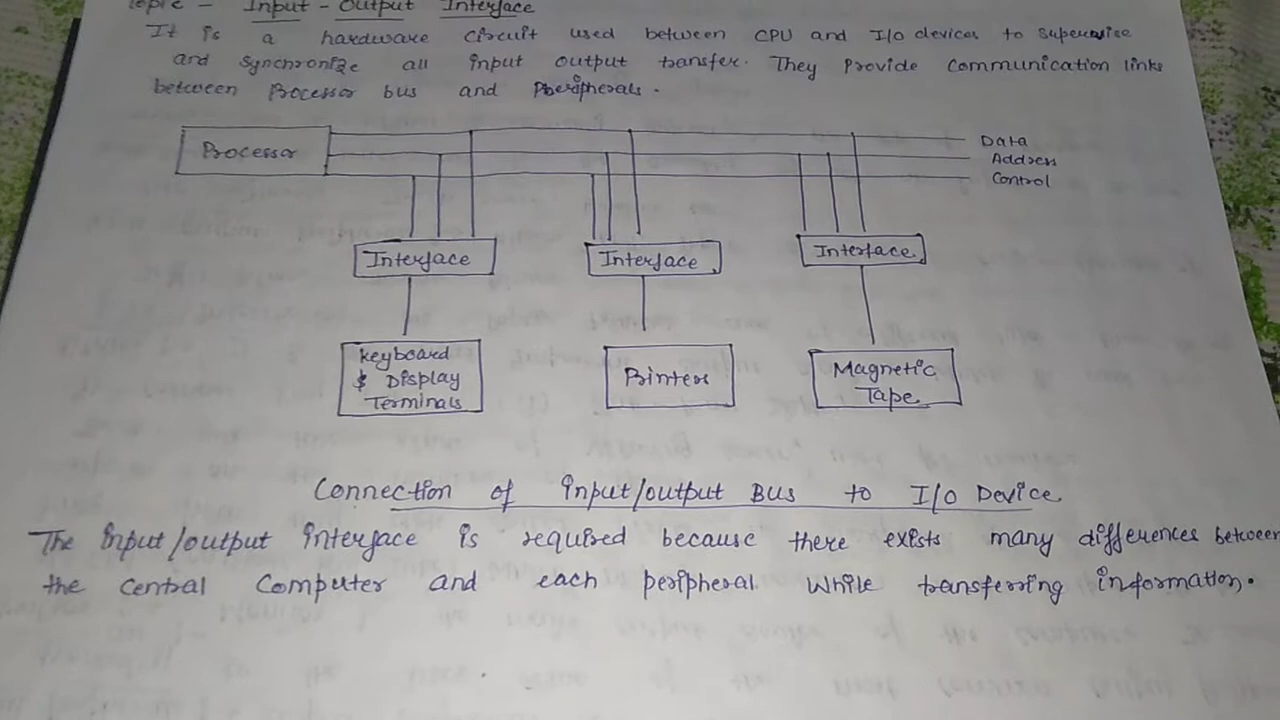 Topic - Input - Output Interface
It is a hardware circuit used between CPU and I/O devices to supervise
and synchronize all input output transfer. They provide communication links
between Processor bus and Peripherals.
Processor
Data
Address
Control
Interface
Interface
Interface
Keyboard
& Display
Terminals
Printers
Magnetic
Tape
Connection of input/output Bus to I/O Device
The input/output interface is required because there exists many differences between
the central Computer and each peripheral while transferring information.